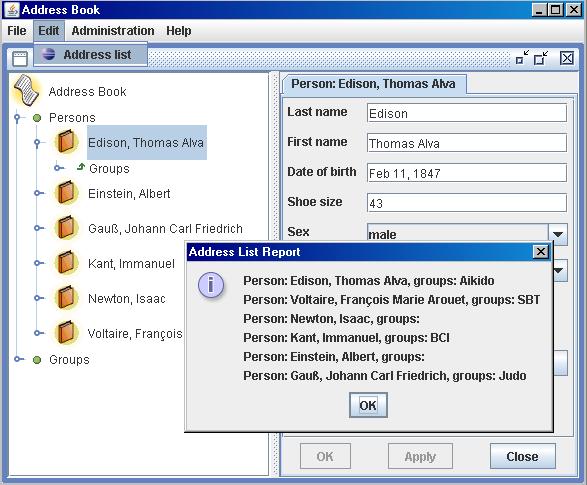 Address Book
File Edit Administration Help
Address list
Address Book
Persons
Edison, Thomas Alva
Groups
Einstein, Albert
Gauß, Johann Carl Friedrich
Kant, Immanuel
Newton, Isaac
Voltaire, François
Groups
Person: Edison, Thomas Alva
Last name Edison
First name Thomas Alva
Date of birth Feb 11, 1847
Shoe size 43
Sex male
Address List Report
Person: Edison, Thomas Alva, groups: Aikido
Person: Voltaire, François Marie Arouet, groups: SBT
Person: Newton, Isaac, groups:
Person: Kant, Immanuel, groups: BCI
Person: Einstein, Albert, groups:
Person: Gauß, Johann Carl Friedrich, groups: Judo
OK
OK Apply Close